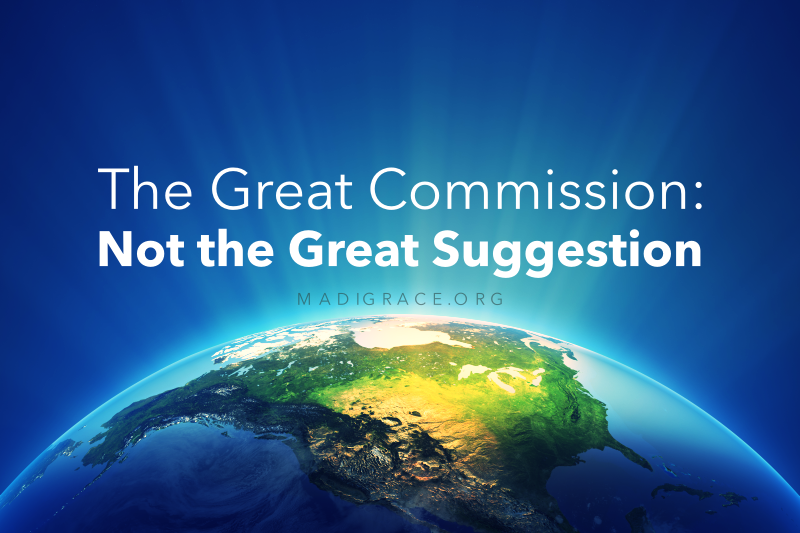 The Great Commission:
Not the Great Suggestion
MADIGRACE.ORG